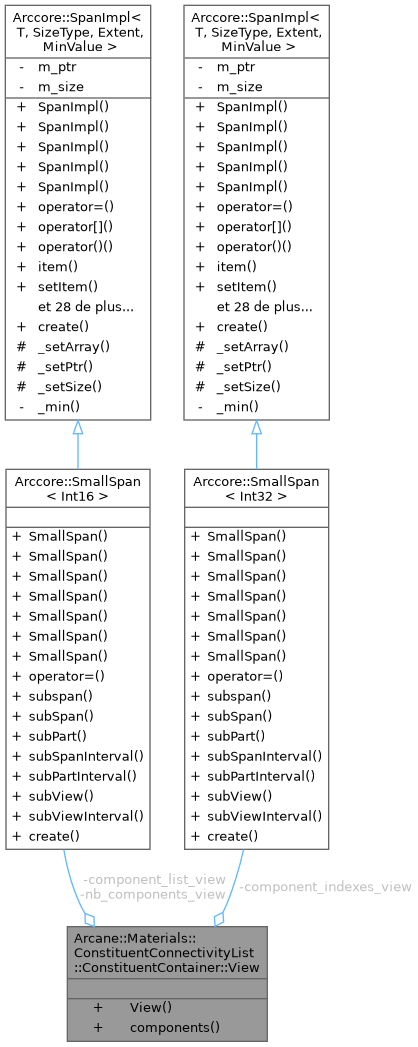 Arccore::SpanImpl<
T, SizeType, Extent,
MinValue >
- m_ptr
- m_size
+ SpanImpl()
+ SpanImpl()
+ SpanImpl()
+ SpanImpl()
+ SpanImpl()
+ operator=()
+ operator[]()
+ operator()()
+ item()
+ setItem()
et 28 de plus...
+ create()
# _setArray()
# _setPtr()
# _setSize()
- _min()
Arccore::SpanImpl<
T, SizeType, Extent,
MinValue >
- m_ptr
- m_size
+ SpanImpl()
+ SpanImpl()
+ SpanImpl()
+ SpanImpl()
+ SpanImpl()
+ operator=()
+ operator[]()
+ operator()()
+ item()
+ setItem()
et 28 de plus...
+ create()
# _setArray()
# _setPtr()
# _setSize()
- _min()
Arccore::SmallSpan
< Int16 >
+ SmallSpan()
+ SmallSpan()
+ SmallSpan()
+ SmallSpan()
+ SmallSpan()
+ SmallSpan()
+ SmallSpan()
+ operator=()
+ subspan()
+ subSpan()
+ subPart()
+ subSpanInterval()
+ subPartInterval()
+ subView()
+ subViewInterval()
+ create()
Arccore::SmallSpan
< Int32 >
+ SmallSpan()
+ SmallSpan()
+ SmallSpan()
+ SmallSpan()
+ SmallSpan()
+ SmallSpan()
+ SmallSpan()
+ operator=()
+ subspan()
+ subSpan()
+ subPart()
+ subSpanInterval()
+ subPartInterval()
+ subView()
+ subViewInterval()
+ create()
-component_list_view
-nb_components_view
-component_indexes_view
Arcane::Materials::
ConstituentConnectivityList
::ConstituentContainer::View
+ View()
+ components()